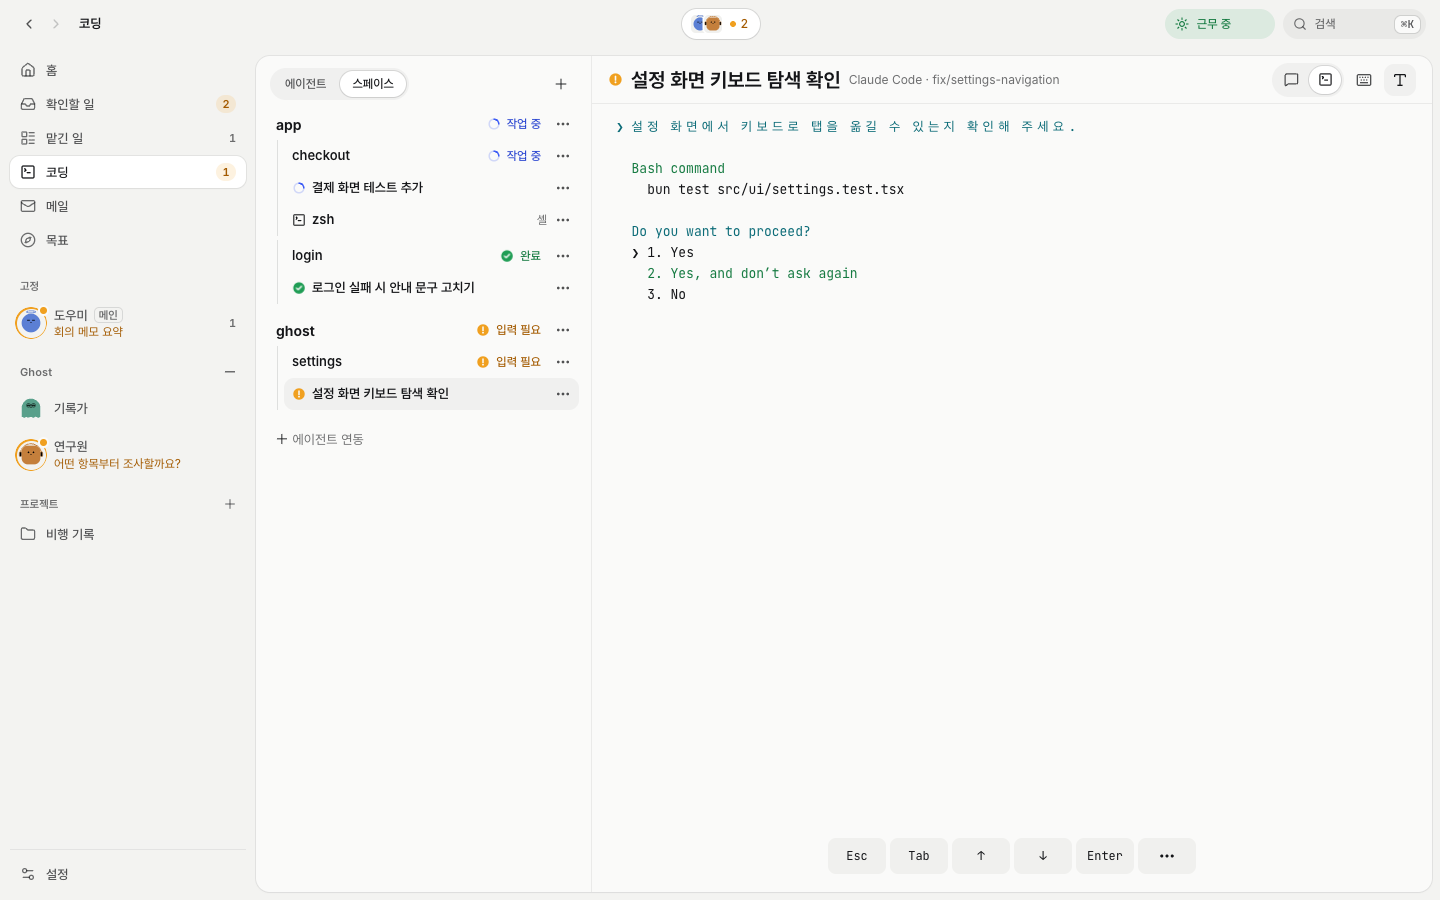 코딩
2
근무 중
검색
⌘K
홈
확인할 일
2
맡긴 일
1
코딩
1
메일
목표
고정
도우미
메인
회의 메모 요약
1
Ghost
기록가
연구원
어떤 항목부터 조사할까요?
프로젝트
비행 기록
설정
에이전트
스페이스
app
작업 중
checkout
작업 중
결제 화면 테스트 추가
zsh
셸
login
완료
로그인 실패 시 안내 문구 고치기
ghost
입력 필요
settings
입력 필요
설정 화면 키보드 탐색 확인
에이전트 연동
설정 화면 키보드 탐색 확인
Claude Code · fix/settings-navigation
T
❯ 설정 화면에서 키보드로 탭을 옮길 수 있는지 확인해 주세요.
Bash command
bun test src/ui/settings.test.tsx
Do you want to proceed?
❯ 1. Yes
2. Yes, and don’t ask again
3. No
Esc
Tab
↑
↓
Enter